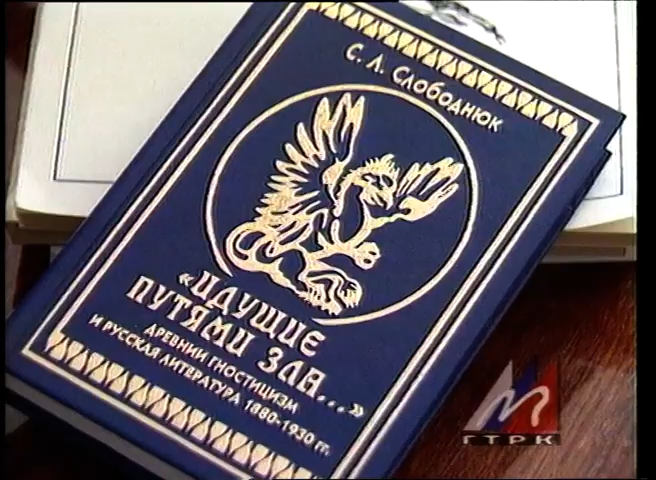 С. Л. СЛОБОДНЮК
«ИДУЩИЕ
ПУТЯМИ ЗЛА...»
ДРЕВНИЙ ГНОСТИЦИЗМ
И РУССКАЯ ЛИТЕРАТУРА 1880-1930 гг.
М
ГТРК